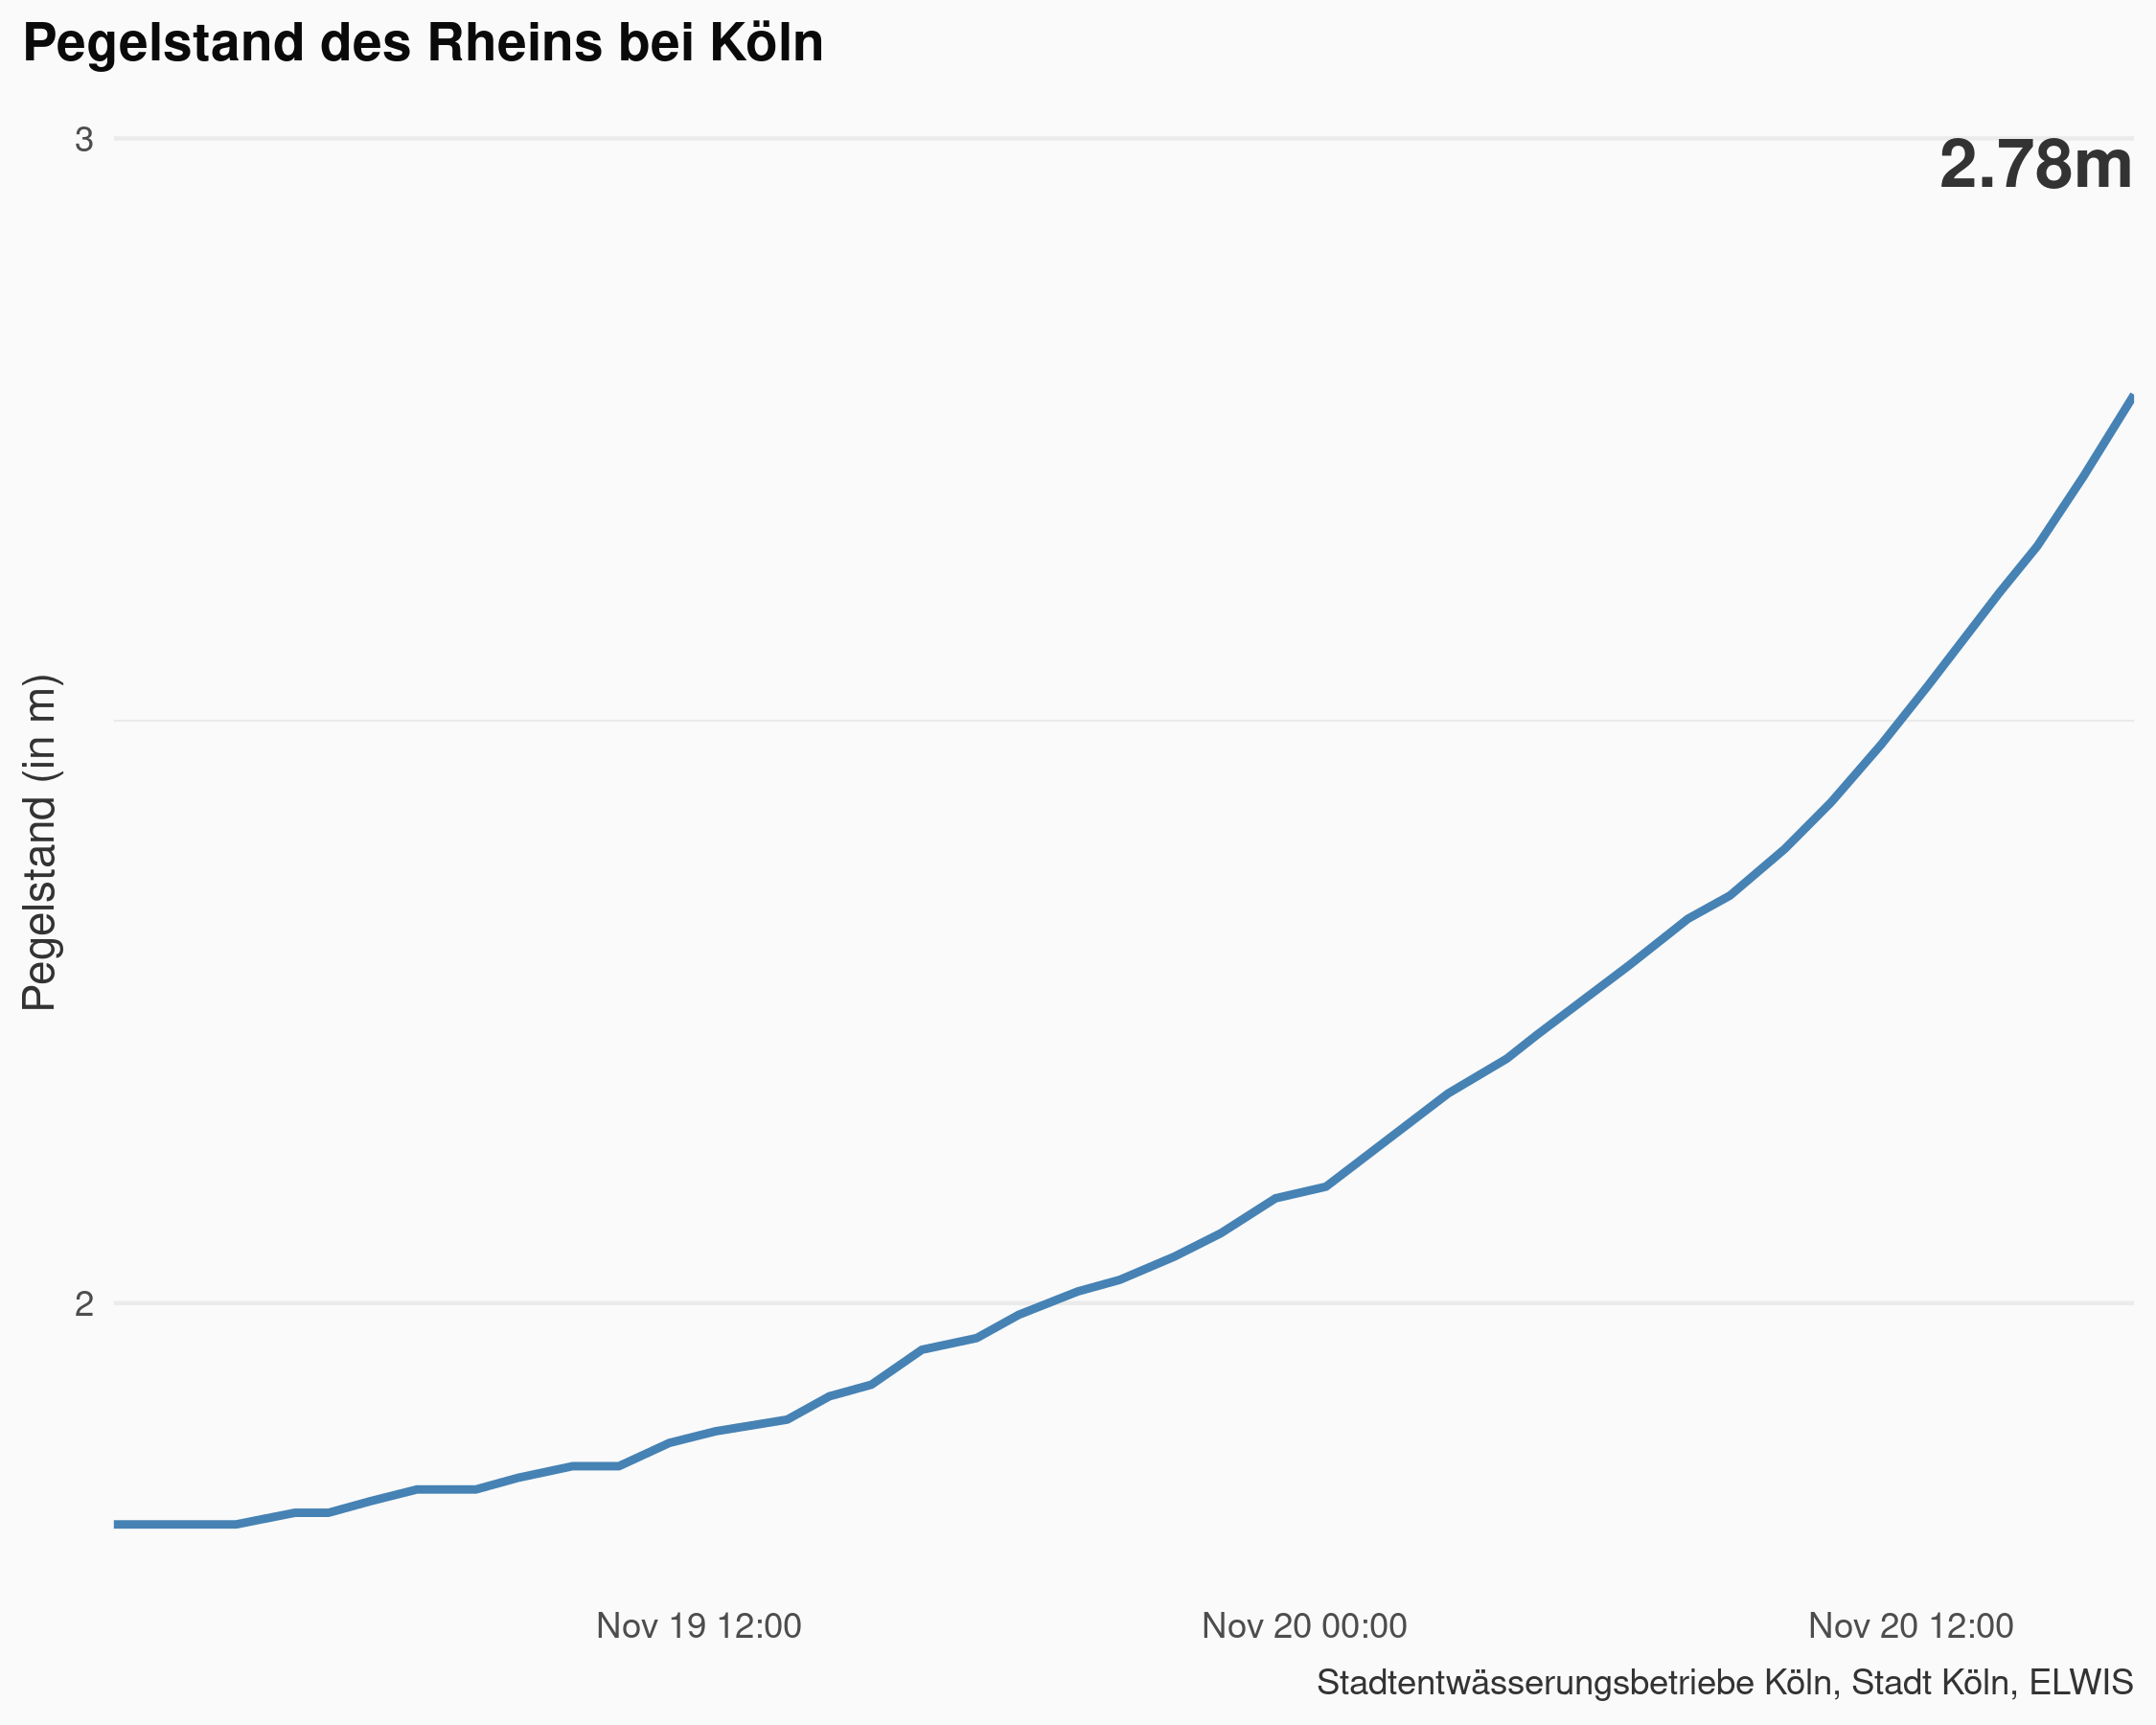 Pegelstand des Rheins bei Köln
3
2.78m
Pegelstand (in m)
2
Nov 19 12:00
Nov 20 00:00
Nov 20 12:00
Stadtentwässerungsbetriebe Köln, Stadt Köln, ELWIS